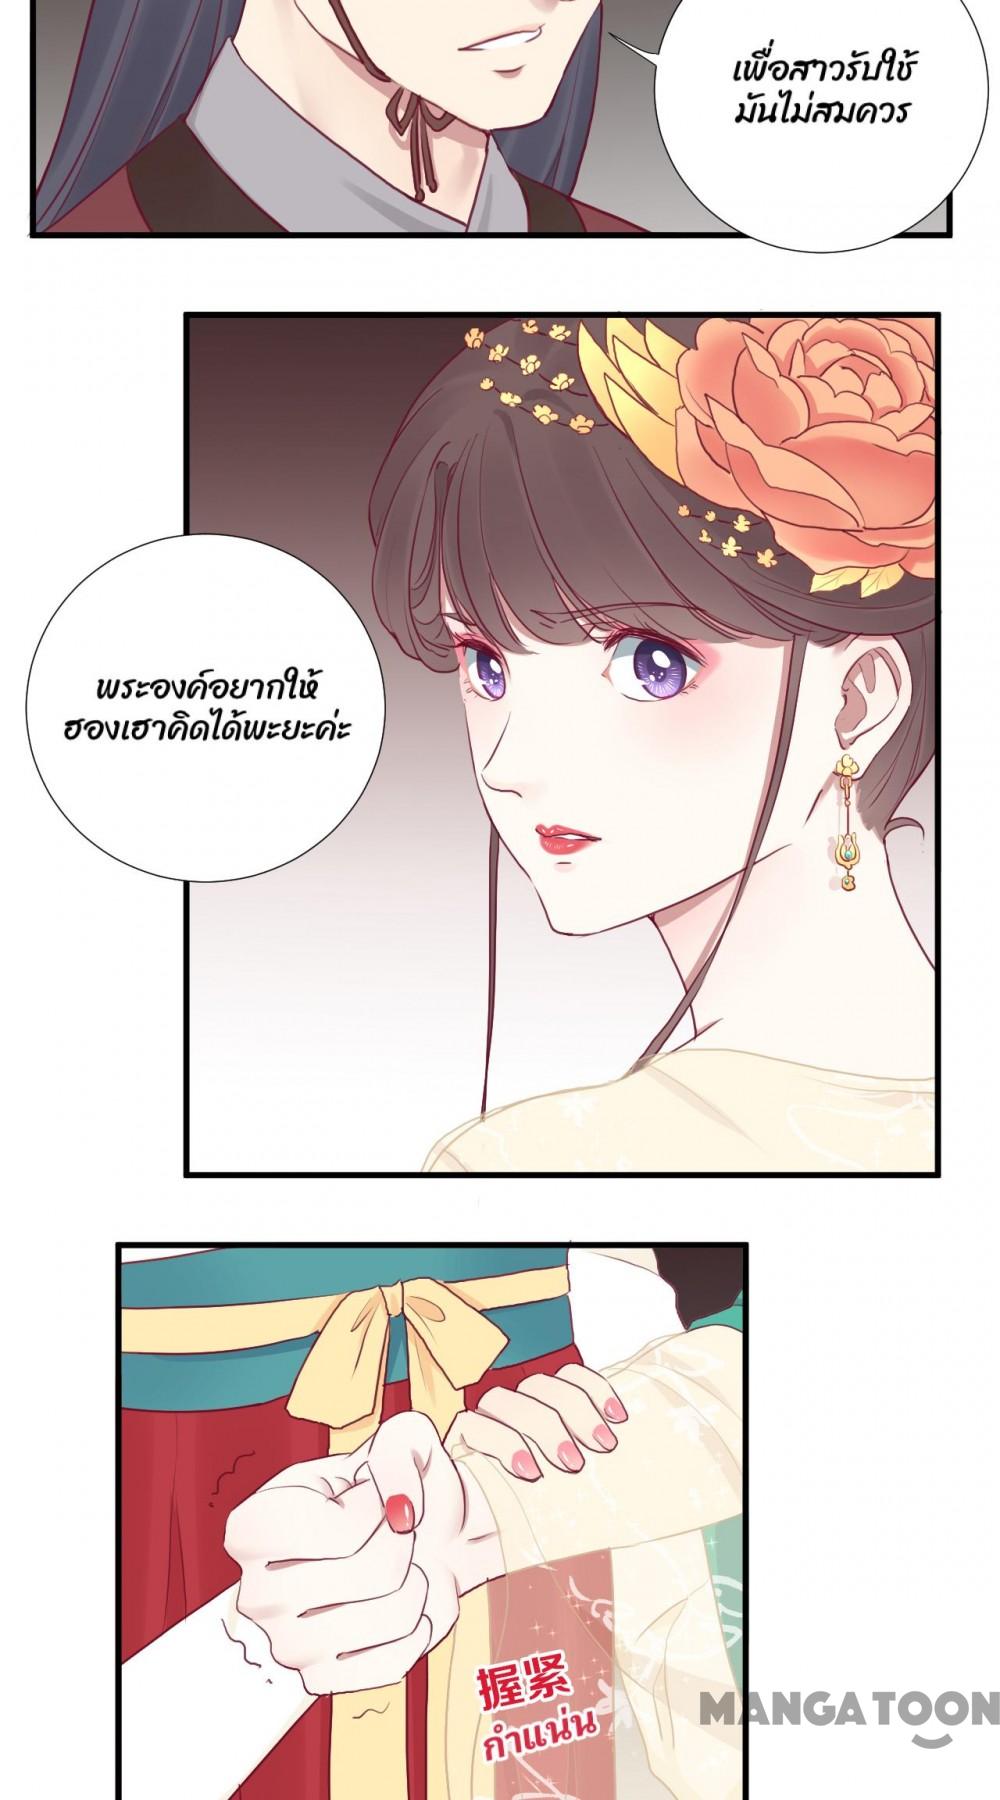 เพื่อสาวรับใช้
มันไม่สมควร
พระองค์อยากให้
ฮองเฮาคิดได้พะยะค่ะ
握紧
กำแน่น
MANGATOON